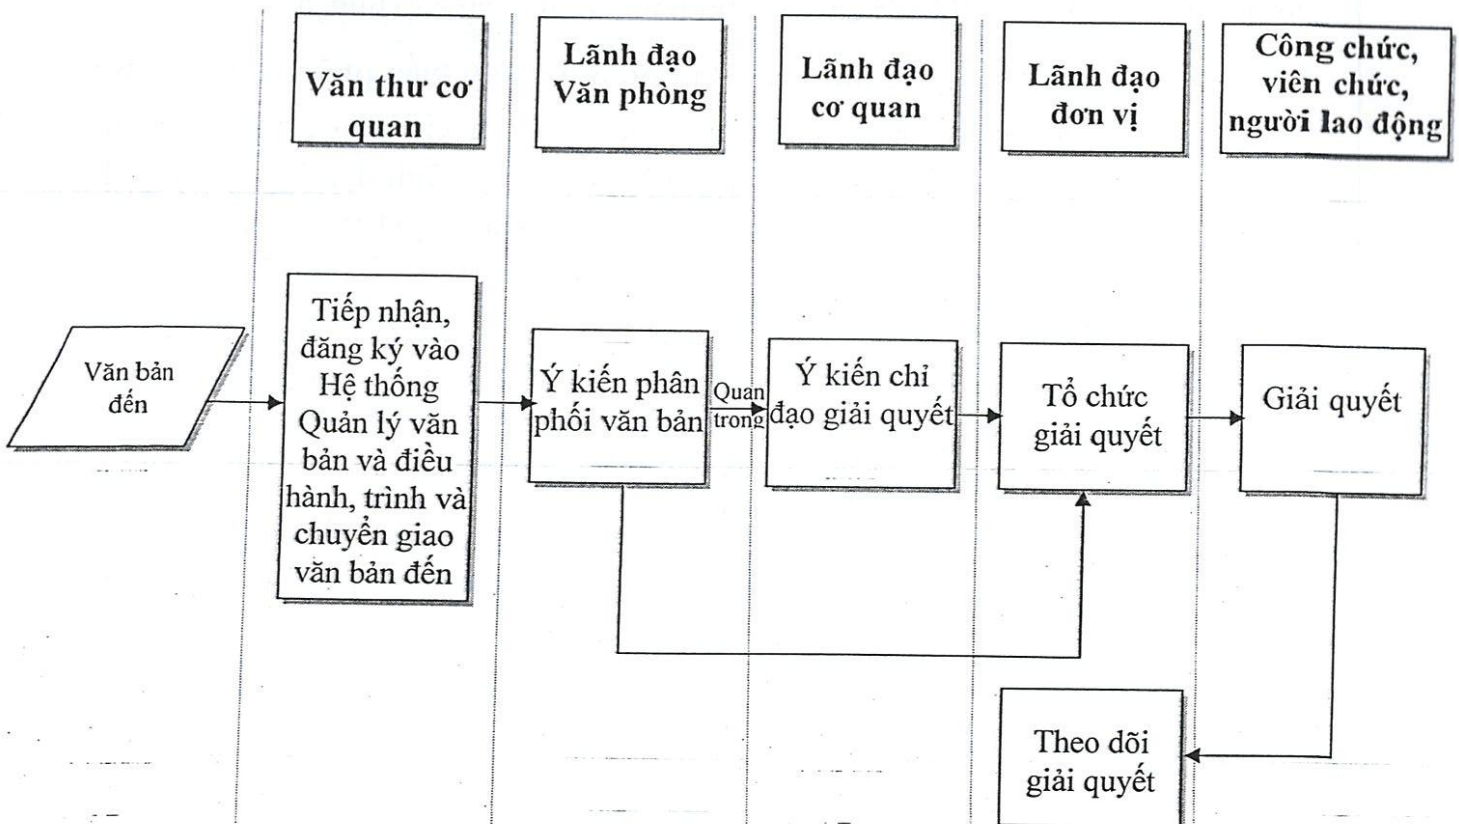 Văn thư cơ
quan
Lãnh đạo
Văn phòng
Lãnh đạo
cơ quan
Lãnh đạo
đơn vị
Công chức,
viên chức,
người lao động
Văn bản
đến
Tiếp nhận,
đăng ký vào
Hệ thống
Quản lý văn
bản và điều
hành, trình và
chuyển giao
văn bản đến
Ý kiến phân
phối văn bản
Quan
trong
Ý kiến chỉ
đạo giải quyết
Tổ chức
giải quyết
Giải quyết
Theo dõi
giải quyết